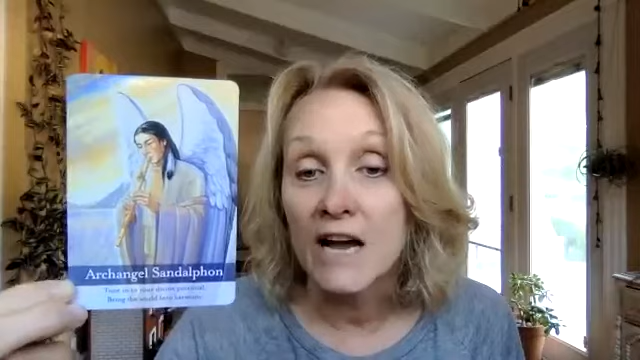 Archangel Sandalphon
Tune in to your divine potential,
Bring the world into harmony.